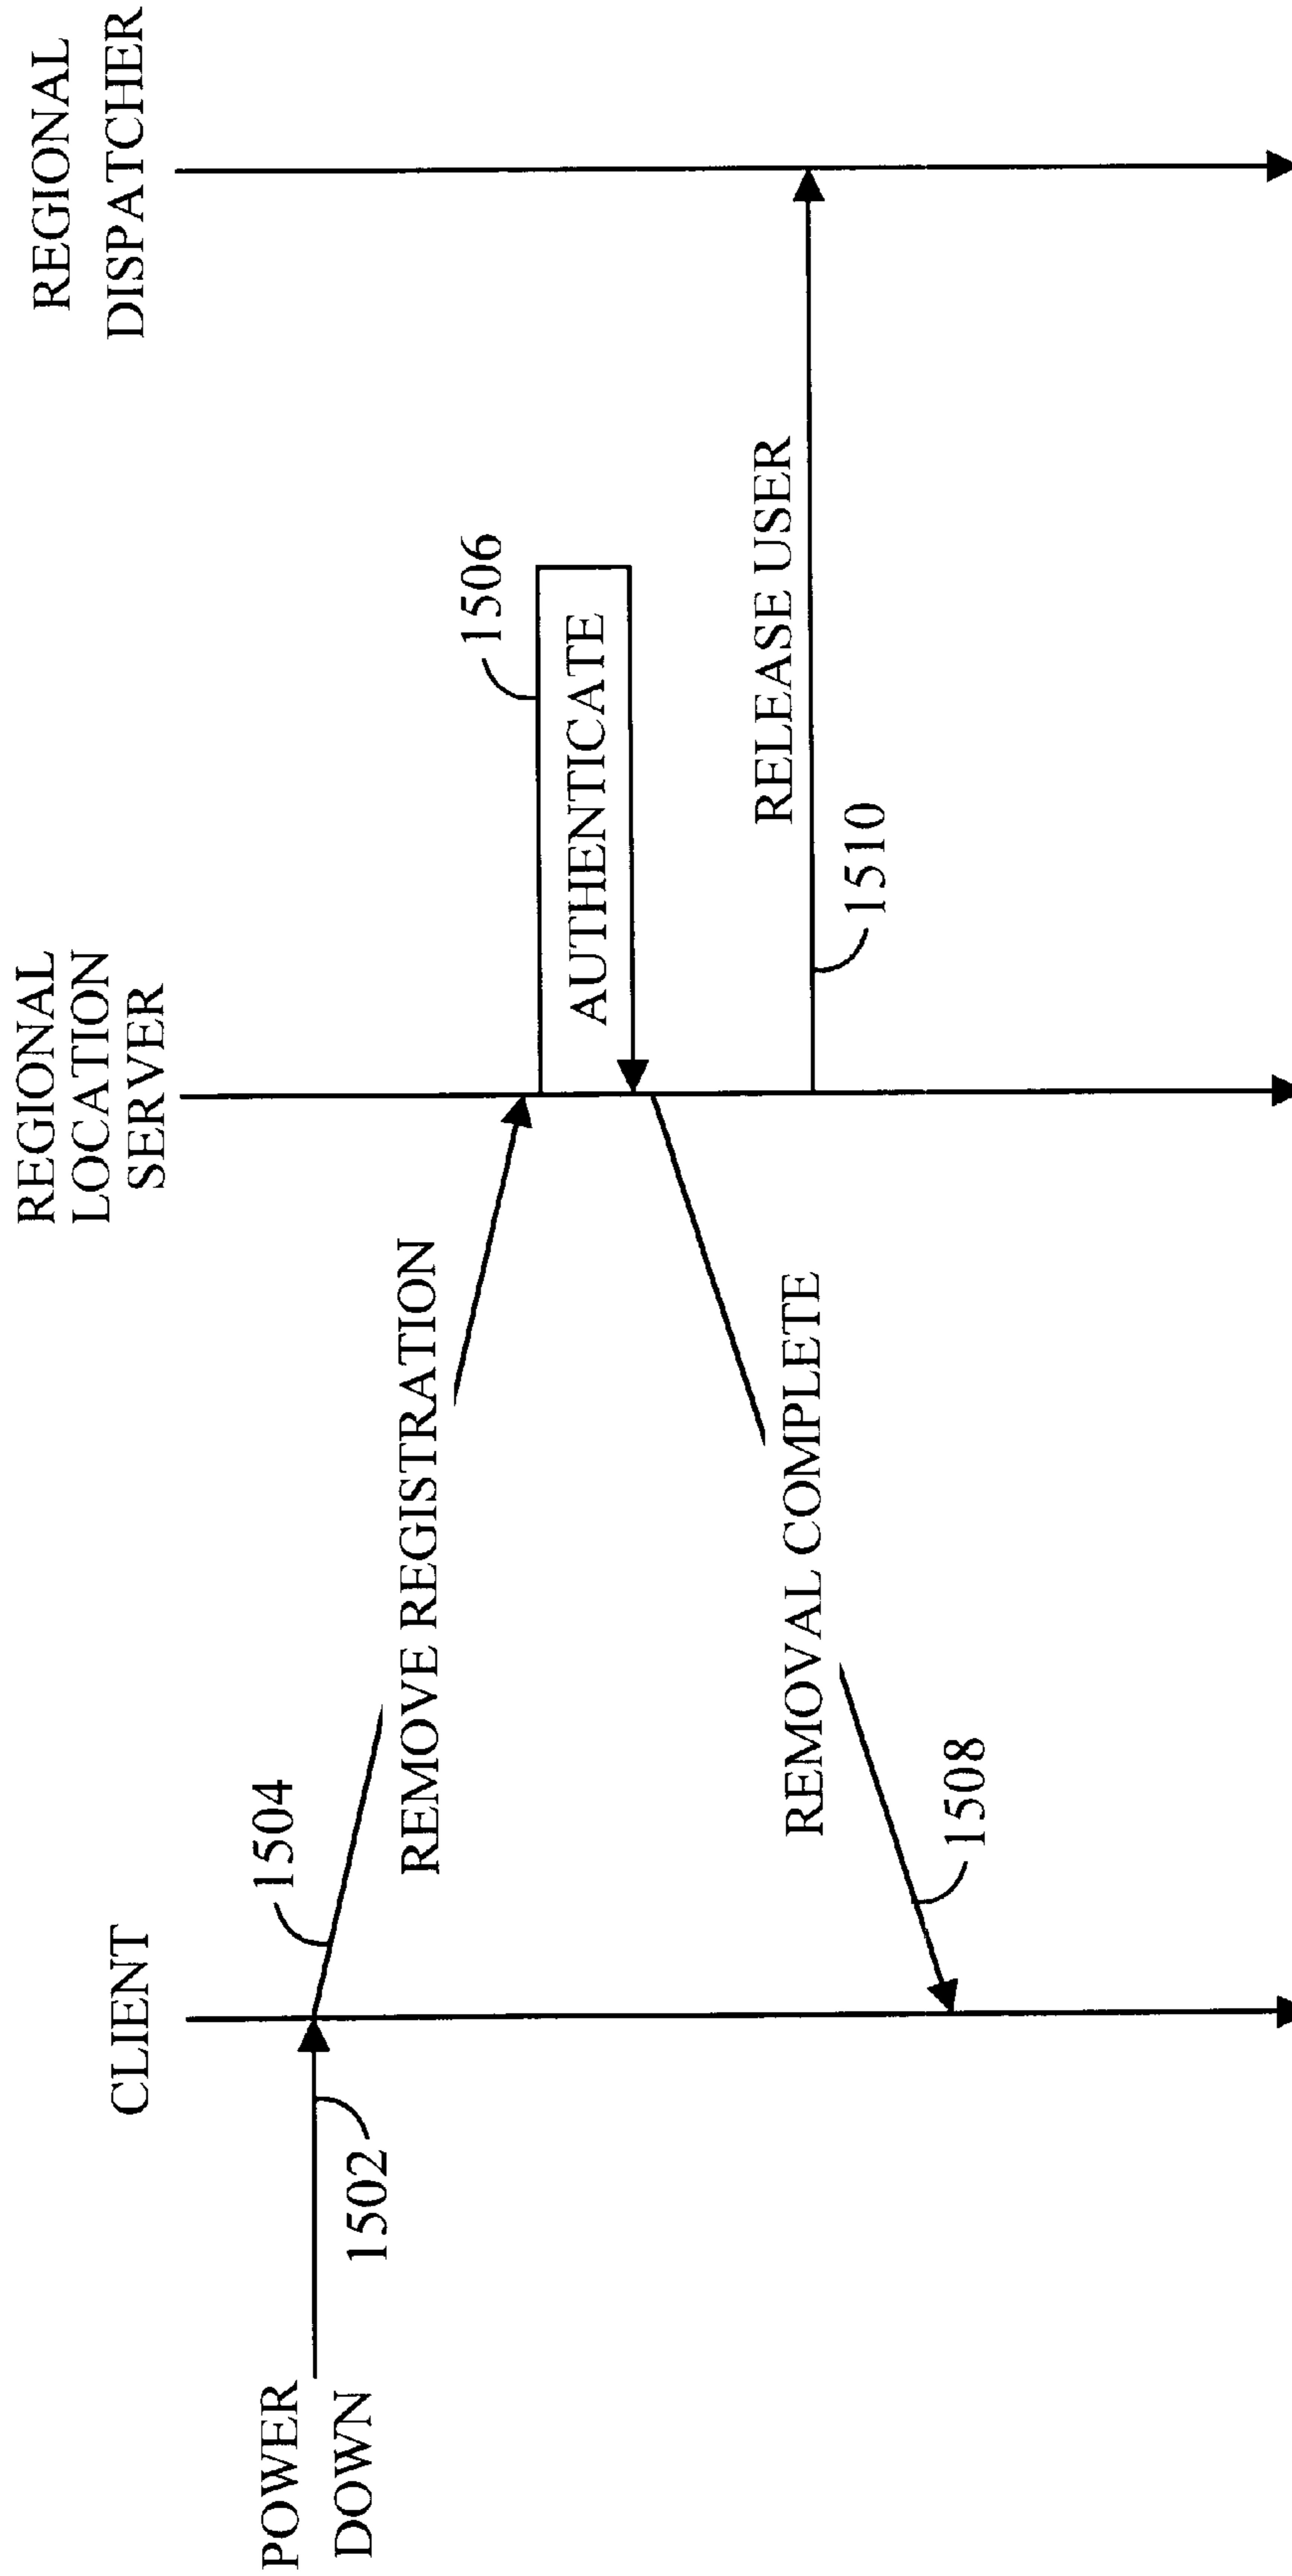 CLIENT
REGIONAL
LOCATION
SERVER
REGIONAL
DISPATCHER
POWER
DOWN
1502
1504
REMOVE REGISTRATION
1506
AUTHENTICATE
REMOVAL COMPLETE
1508
RELEASE USER
1510